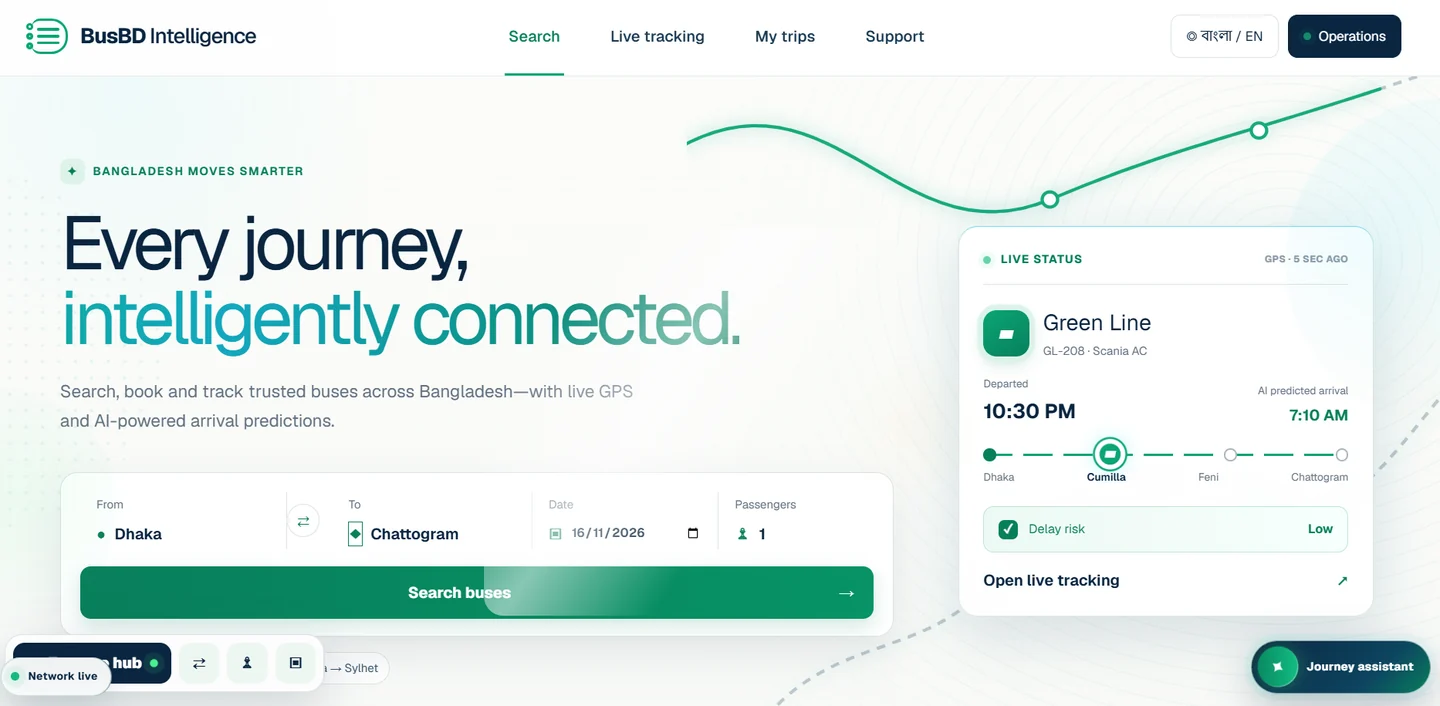 BusBD Intelligence
Search
Live tracking
My trips
Support
বাংলা / EN
Operations
BANGLADESH MOVES SMARTER
Every journey,
intelligently connected.
Search, book and track trusted buses across Bangladesh—with live GPS
and AI-powered arrival predictions.
From
Dhaka
To
Chattogram
Date
16/11/2026
Passengers
1
Search buses →
hub
→ Sylhet
Network live
LIVE STATUS
GPS · 5 SEC AGO
Green Line
GL-208 · Scania AC
Departed
10:30 PM
AI predicted arrival
7:10 AM
Dhaka
Cumilla
Feni
Chattogram
Delay risk
Low
Open live tracking ↗
Journey assistant